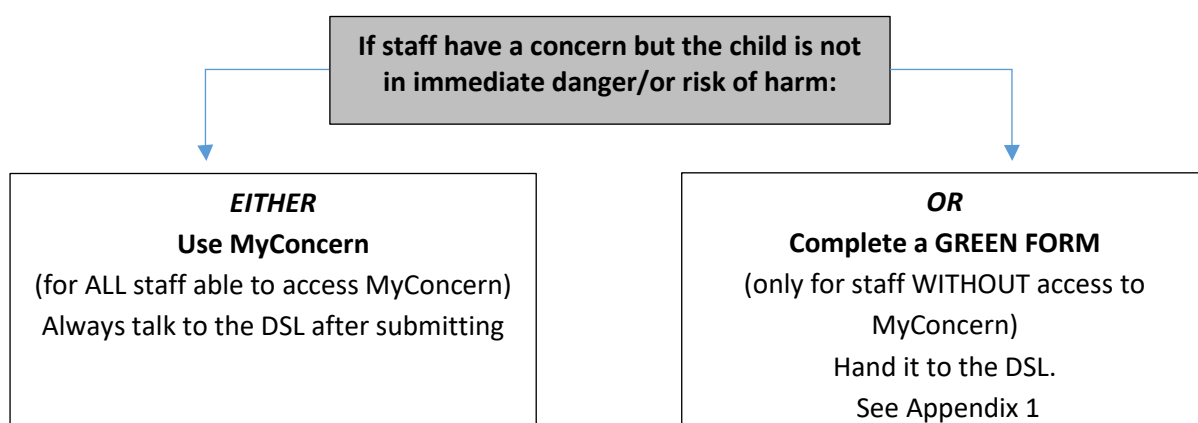 If staff have a concern but the child is not
in immediate danger/or risk of harm:
EITHER
Use MyConcern
(for ALL staff able to access MyConcern)
Always talk to the DSL after submitting
OR
Complete a GREEN FORM
(only for staff WITHOUT access to
MyConcern)
Hand it to the DSL.
See Appendix 1